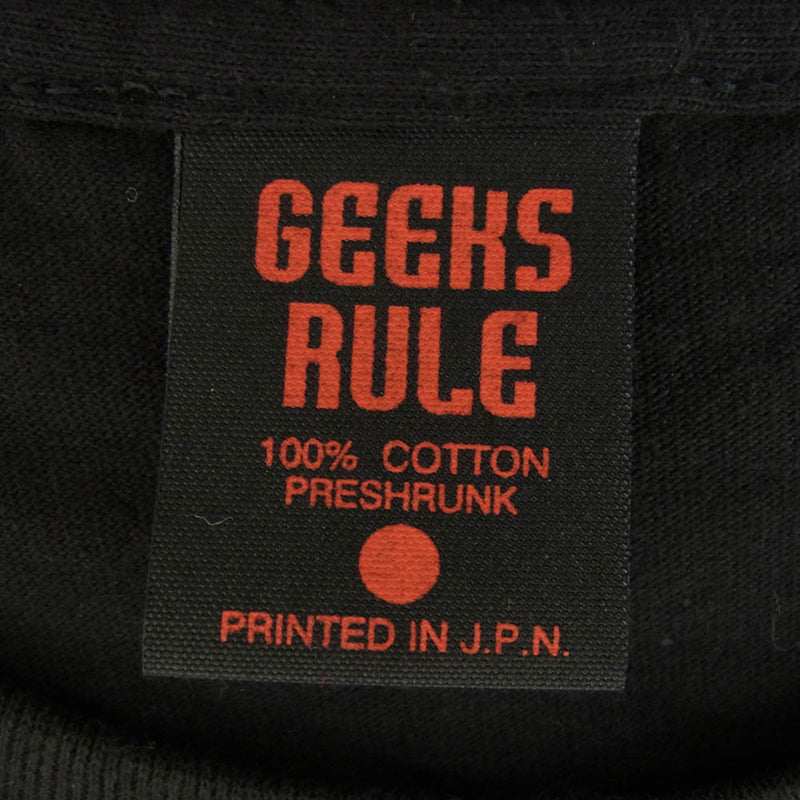 GEEKS
RULE
100% COTTON
PRESHRUNK
PRINTED IN J.P.N.